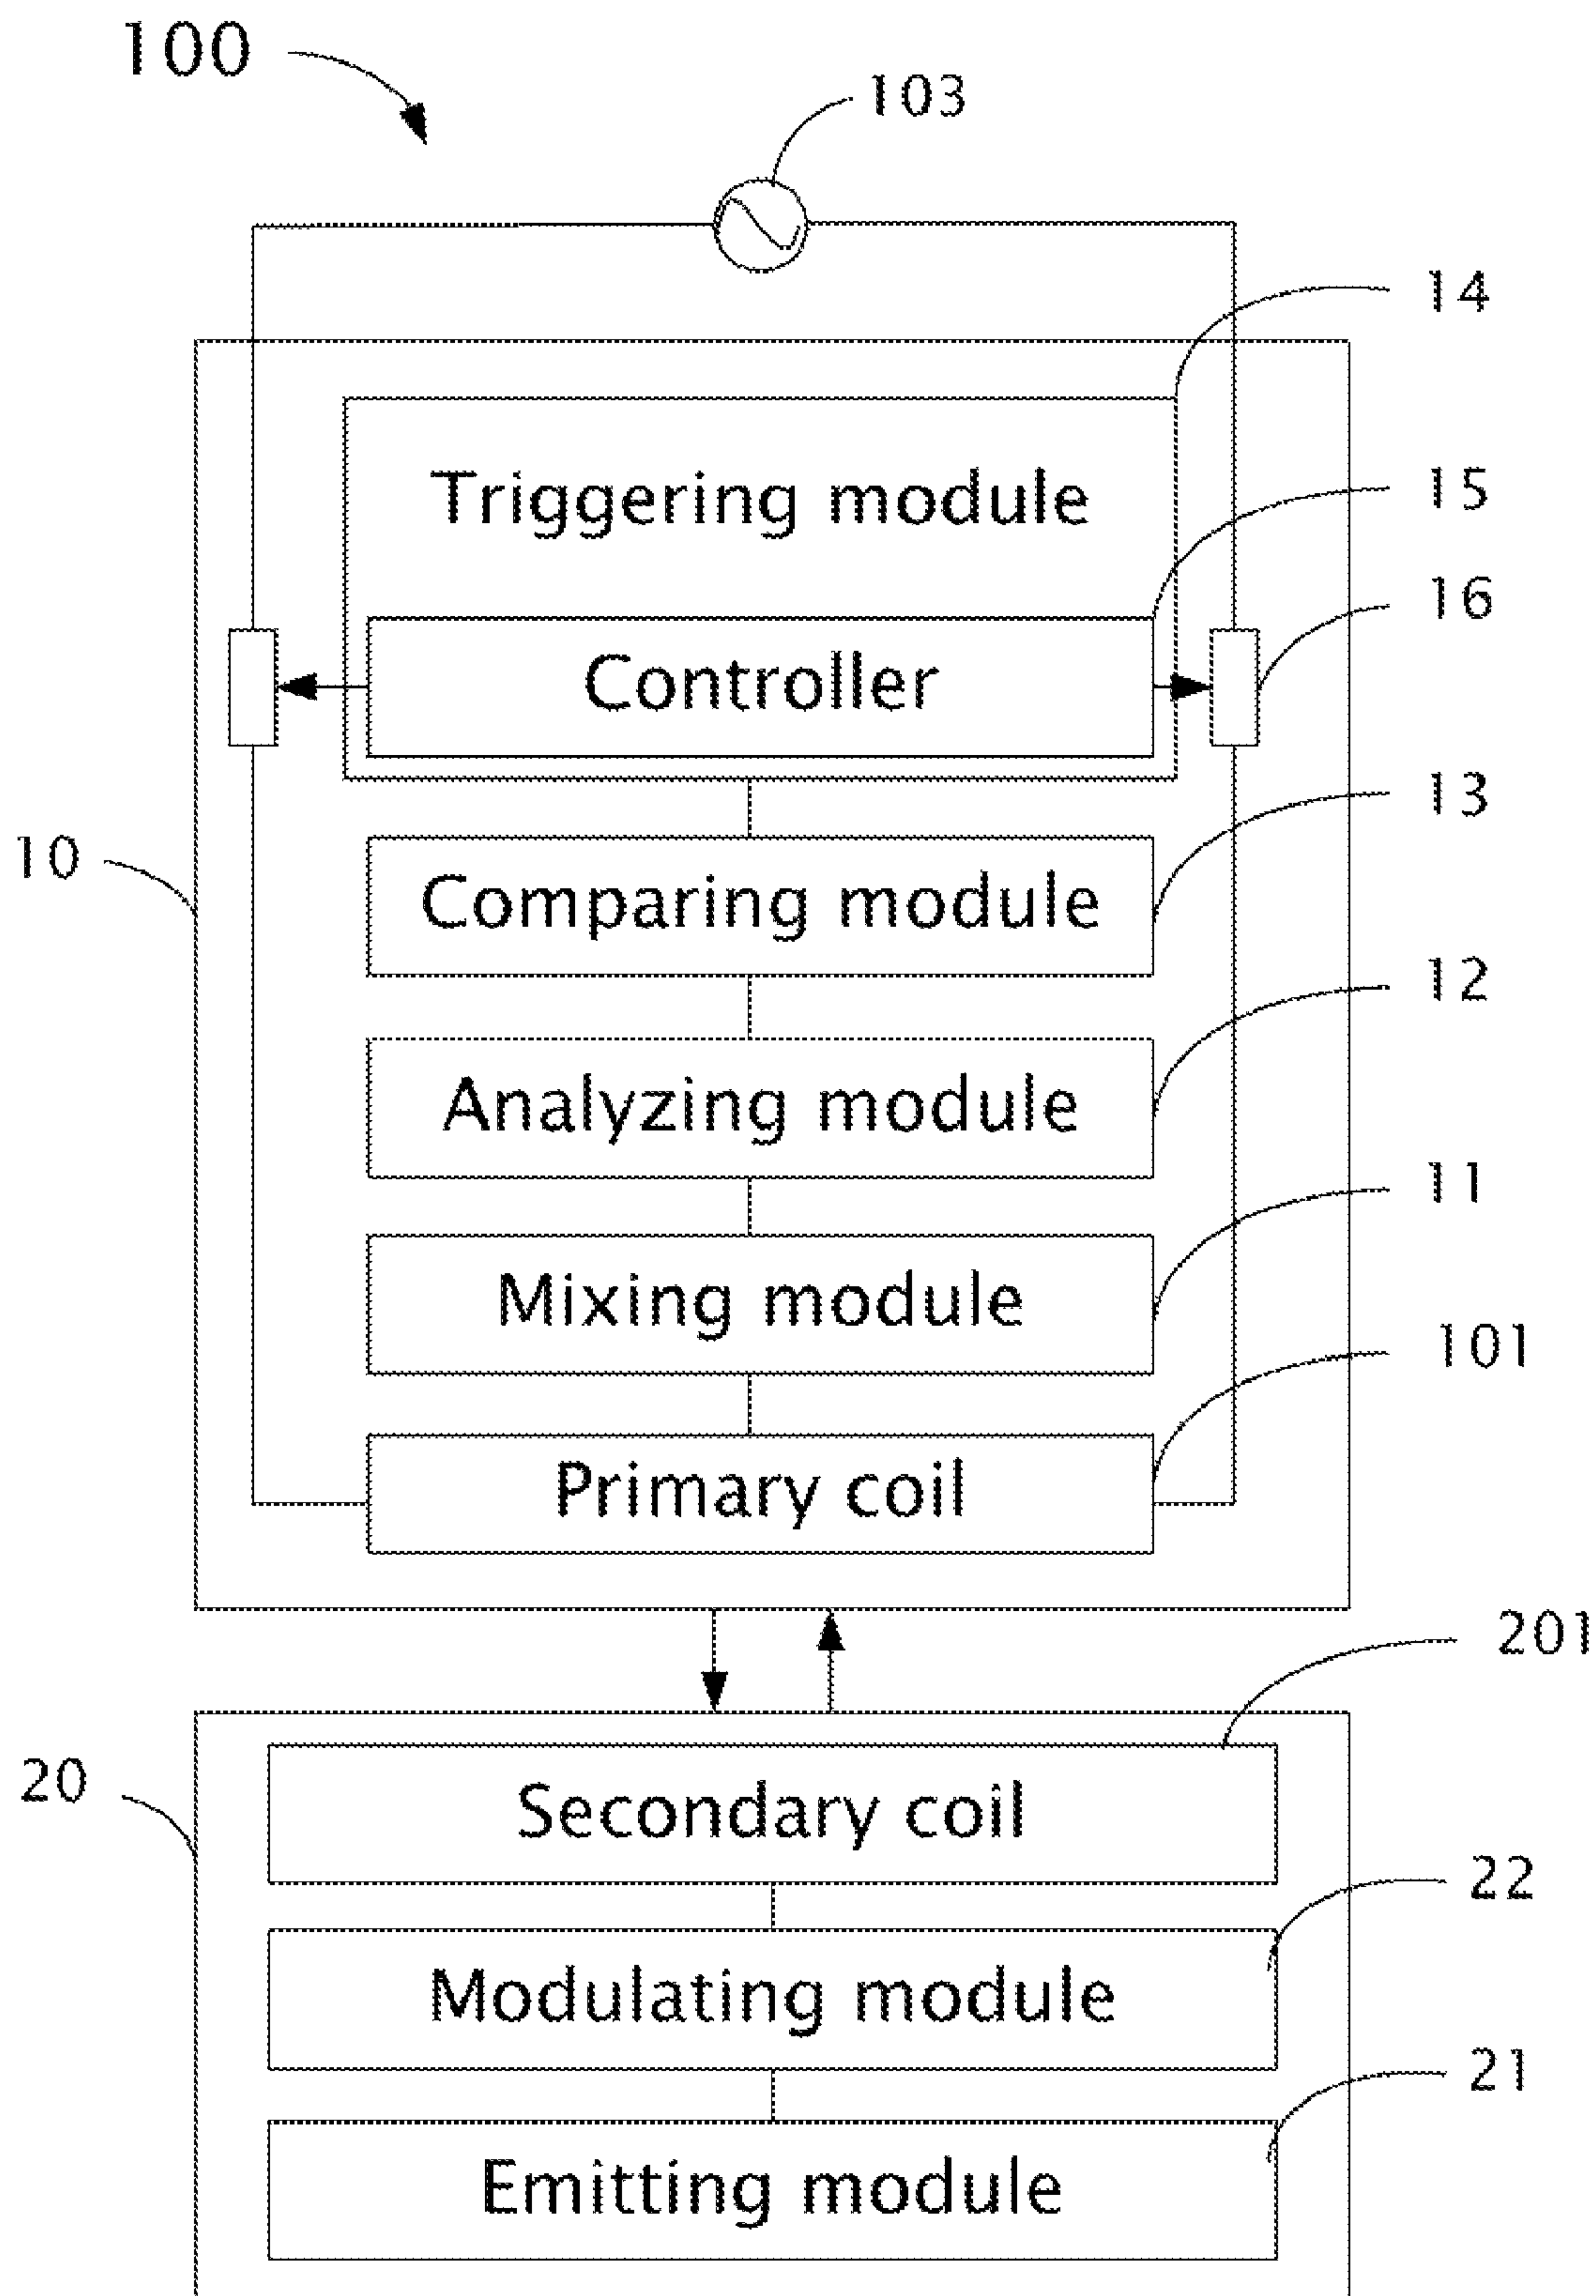 100
103
14
Triggering module
15
16
Controller
13
10
Comparing module
12
Analyzing module
11
Mixing module
101
Primary coil
201
20
Secondary coil
22
Modulating module
21
Emitting module